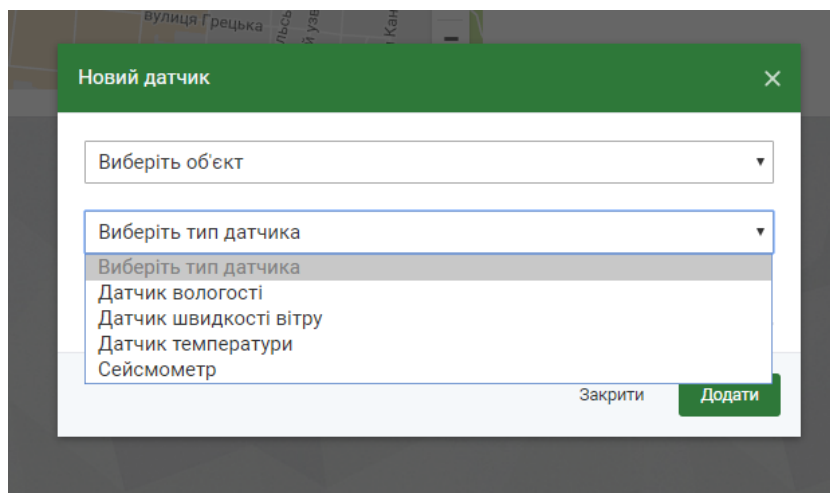 вулиця Грецька
Новий датчик
×
Виберіть об'єкт
Виберіть тип датчика
Виберіть тип датчика
Датчик вологості
Датчик швидкості вітру
Датчик температури
Сейсмометр
Закрити
Додати